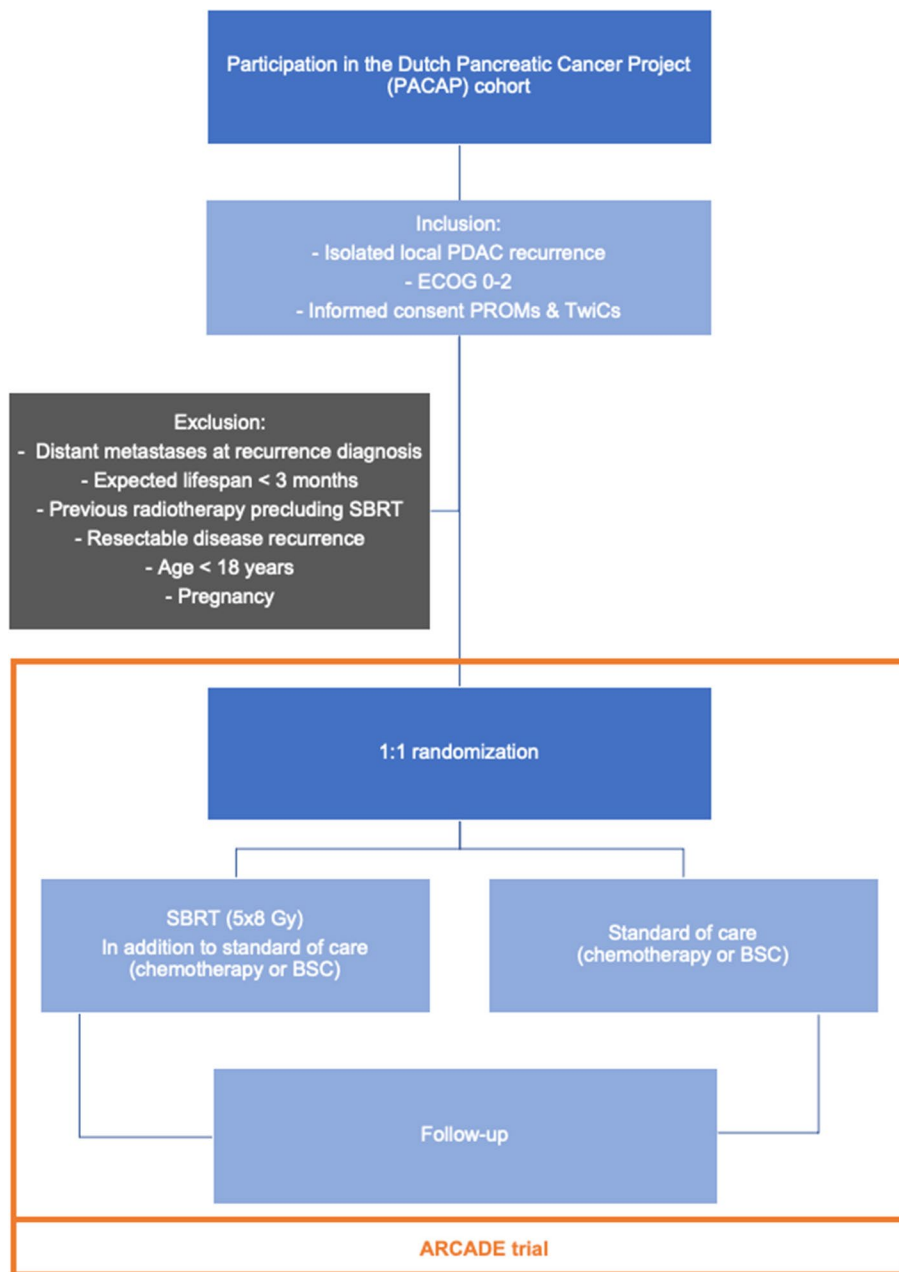 Participation in the Dutch Pancreatic Cancer Project
(PACAP) cohort
Inclusion:
- Isolated local PDAC recurrence
- ECOG 0-2
- Informed consent PROMs & TwiCs
Exclusion:
- Distant metastases at recurrence diagnosis
- Expected lifespan < 3 months
- Previous radiotherapy precluding SBRT
- Resectable disease recurrence
- Age < 18 years
- Pregnancy
1:1 randomization
SBRT (5x8 Gy)
In addition to standard of care
(chemotherapy or BSC)
Standard of care
(chemotherapy or BSC)
Follow-up
ARCADE trial